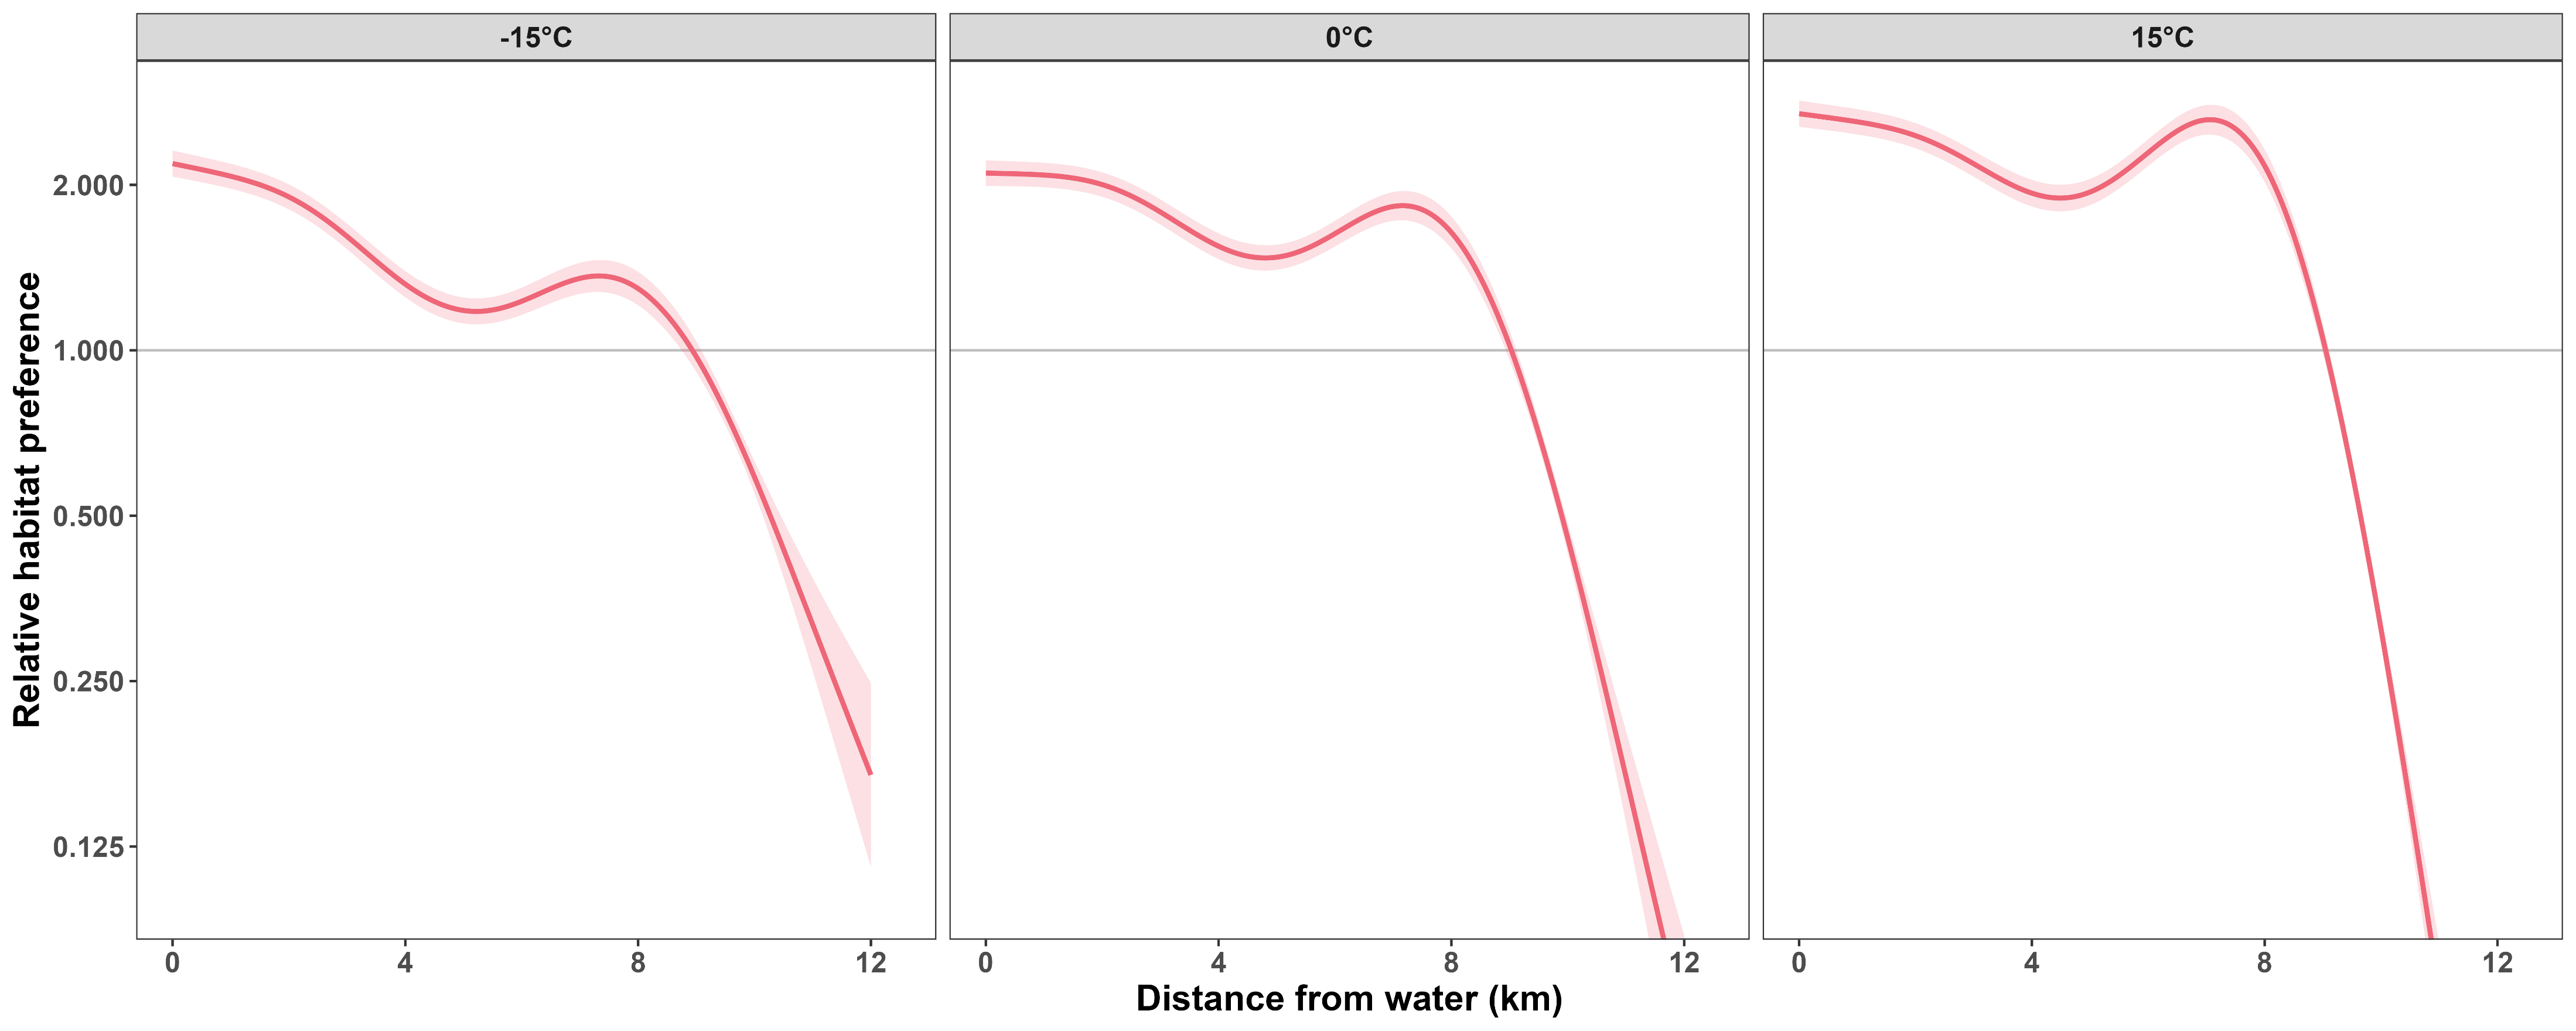 -15°C 0°C 15°C
Relative habitat preference
2.000
1.000
0.500
0.250
0.125
0 4 8 12 0 4 8 12 0 4 8 12
Distance from water (km)